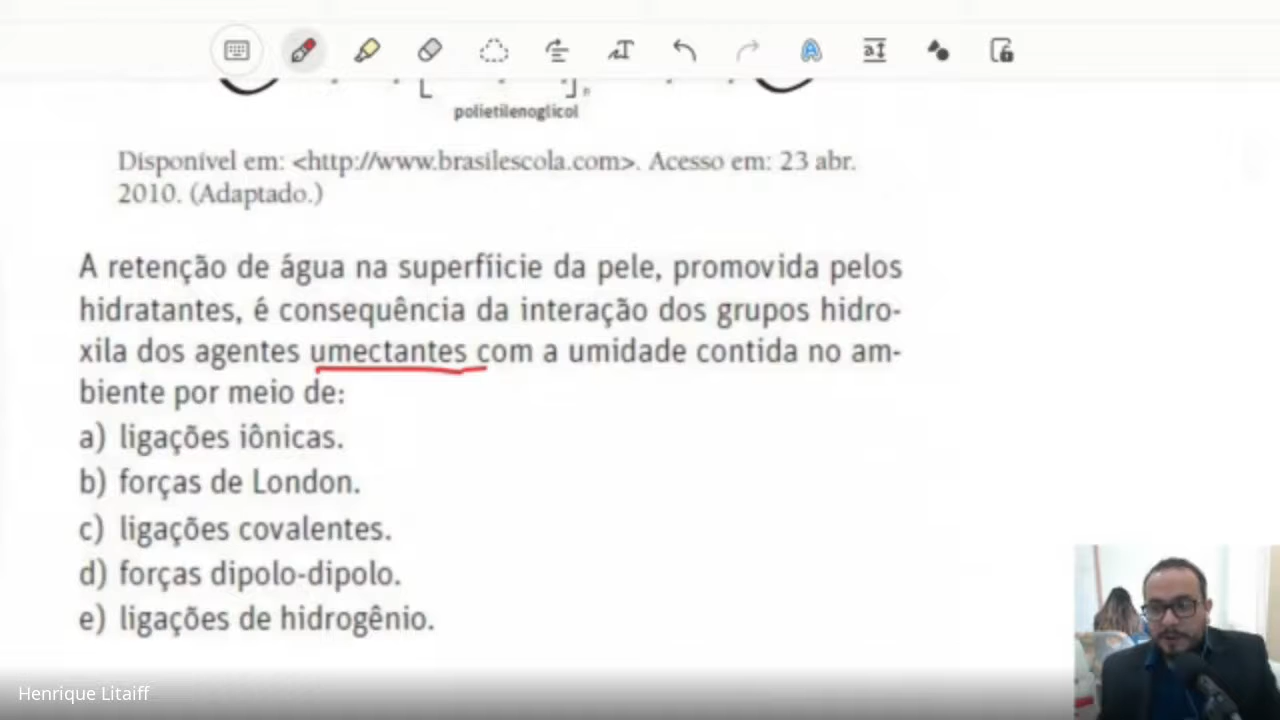 polietilenoglicol
Disponível em: <http://www.brasilescola.com>. Acesso em: 23 abr.
2010. (Adaptado.)
A retenção de água na superfíicie da pele, promovida pelos
hidratantes, é consequência da interação dos grupos hidro-
xila dos agentes umectantes com a umidade contida no am-
biente por meio de:
a) ligações iônicas.
b) forças de London.
c) ligações covalentes.
d) forças dipolo-dipolo.
e) ligações de hidrogênio.
Henrique Litaiff